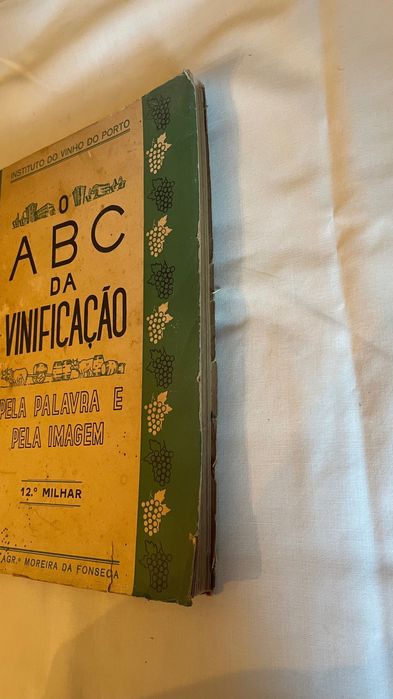 INSTITUTO DO VINHO DO PORTO
O
ABC
DA
VINIFICAÇÃO
PELA PALAVRA E
PELA IMAGEM
12.º MILHAR
AGR.º MOREIRA DA FONSECA